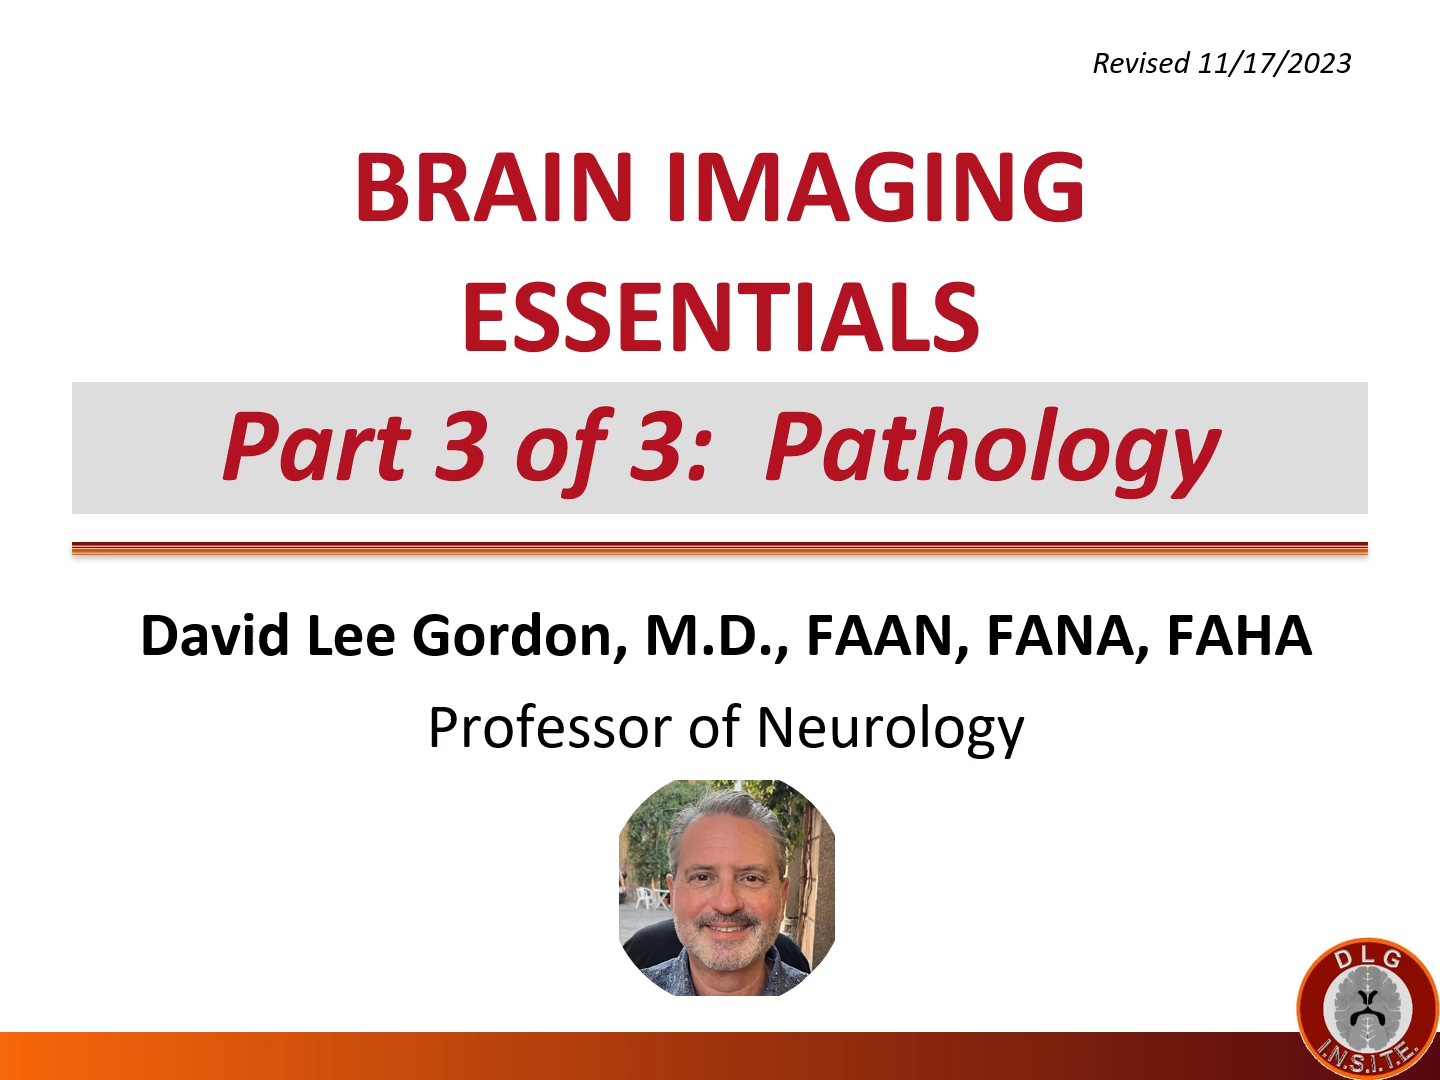 Revised 11/17/2023
BRAIN IMAGING
ESSENTIALS
Part 3 of 3:  Pathology
David Lee Gordon, M.D., FAAN, FANA, FAHA
Professor of Neurology
DLG
I.N.S.I.T.E.